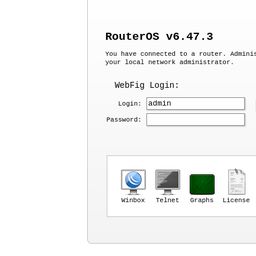 RouterOS v6.47.3
You have connected to a router.
your local network administrator.
WebFig Login:
Login: admin
Password:
Winbox Telnet Graphs License